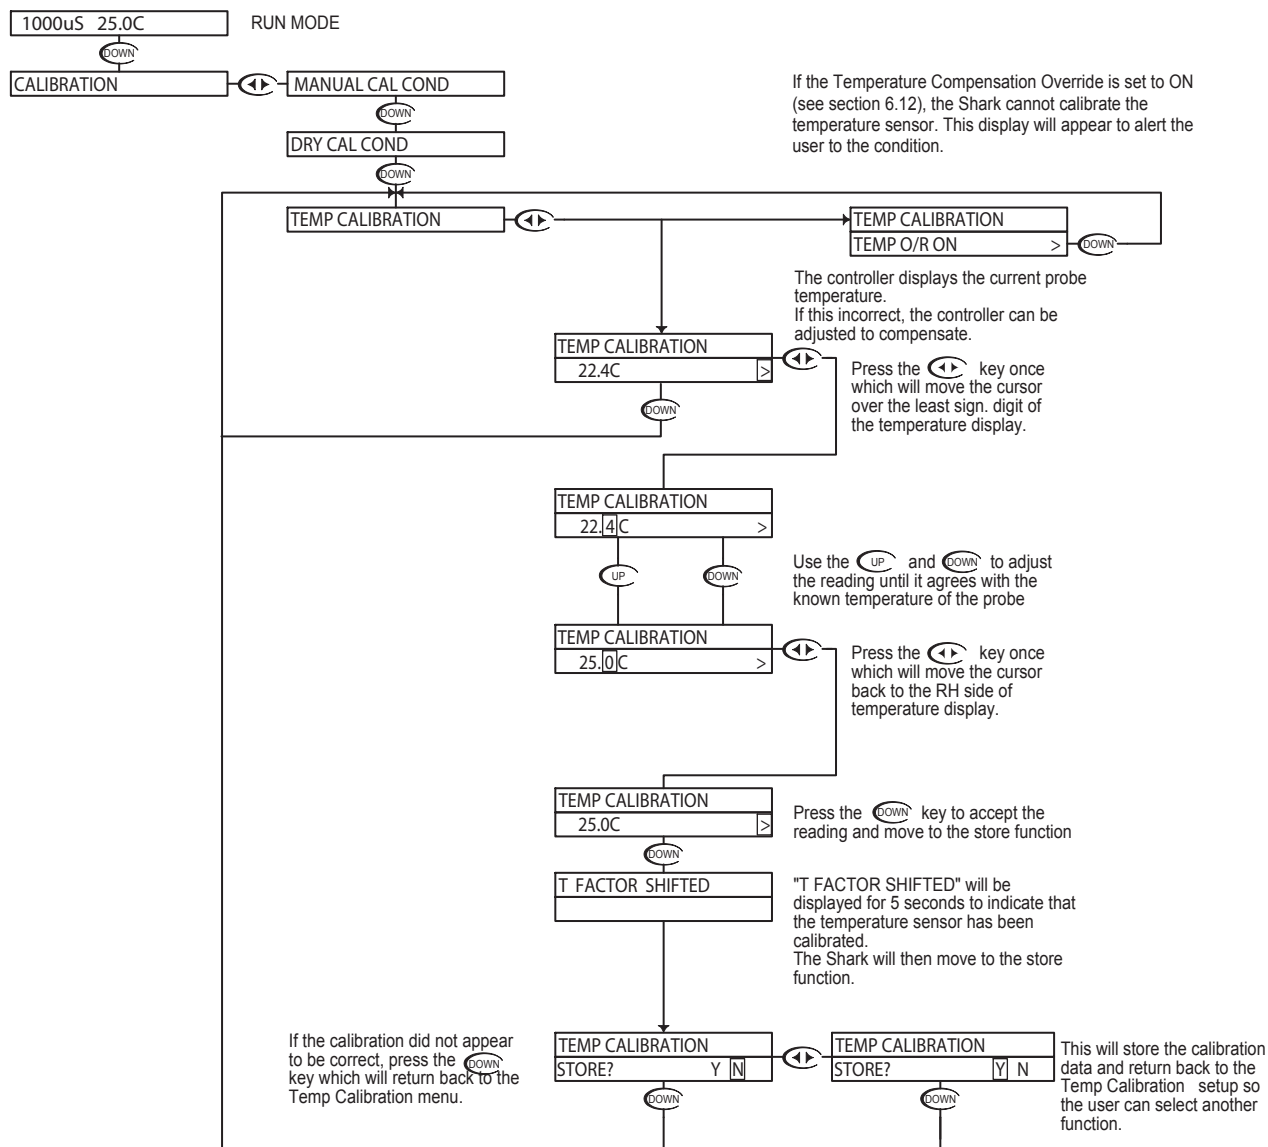 1000uS 25.0C
RUN MODE
DOWN
CALIBRATION
MANUAL CAL COND
DOWN
DRY CAL COND
DOWN
If the Temperature Compensation Override is set to ON
(see section 6.12), the Shark cannot calibrate the
temperature sensor. This display will appear to alert the
user to the condition.
TEMP CALIBRATION
TEMP CALIBRATION
TEMP O/R ON >
DOWN
The controller displays the current probe
temperature.
If this incorrect, the controller can be
adjusted to compensate.
TEMP CALIBRATION
22.4C >
DOWN
Press the key once
which will move the cursor
over the least sign. digit of
the temperature display.
TEMP CALIBRATION
22.4C >
UP
DOWN
Use the UP and DOWN to adjust
the reading until it agrees with the
known temperature of the probe
TEMP CALIBRATION
25.0C >
Press the key once
which will move the cursor
back to the RH side of
temperature display.
TEMP CALIBRATION
25.0C >
DOWN
Press the DOWN key to accept the
reading and move to the store function
T FACTOR SHIFTED
"T FACTOR SHIFTED" will be
displayed for 5 seconds to indicate that
the temperature sensor has been
calibrated.
The Shark will then move to the store
function.
If the calibration did not appear
to be correct, press the DOWN
key which will return back to the
Temp Calibration menu.
TEMP CALIBRATION
STORE? Y N
DOWN
TEMP CALIBRATION
STORE? Y N
DOWN
This will store the calibration
data and return back to the
Temp Calibration setup so
the user can select another
function.